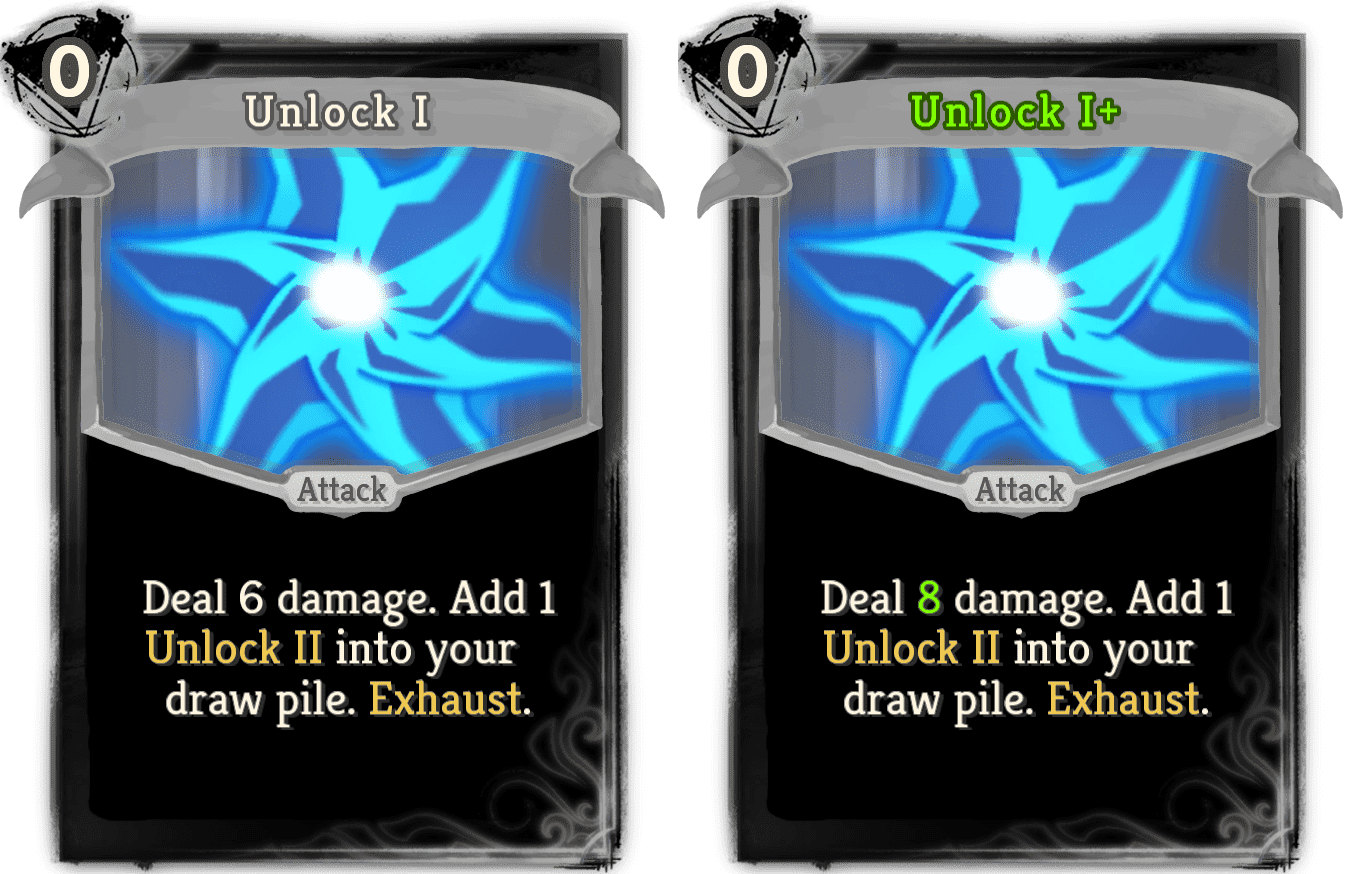 0
Unlock I
Attack
Deal 6 damage. Add 1
Unlock II into your
draw pile. Exhaust.
0
Unlock I+
Attack
Deal 8 damage. Add 1
Unlock II into your
draw pile. Exhaust.